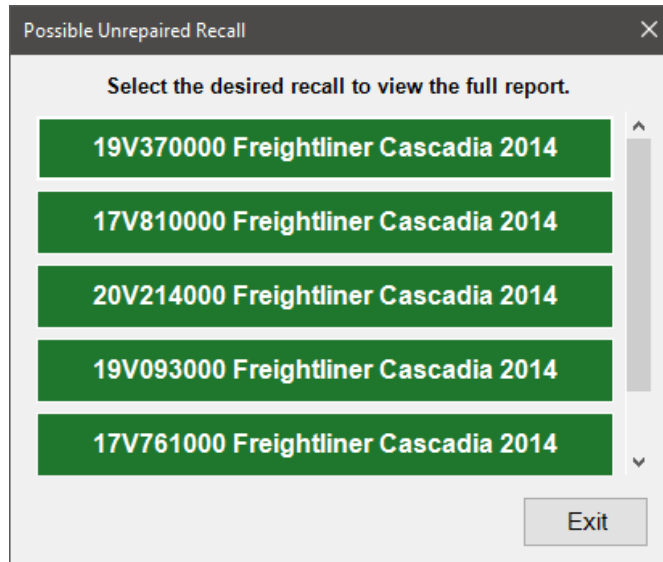 Possible Unrepaired Recall
Select the desired recall to view the full report.
19V370000 Freightliner Cascadia 2014
17V810000 Freightliner Cascadia 2014
20V214000 Freightliner Cascadia 2014
19V093000 Freightliner Cascadia 2014
17V761000 Freightliner Cascadia 2014
Exit